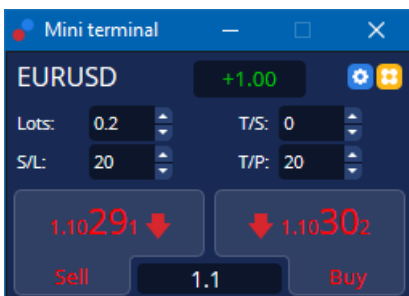 Mini terminal
EURUSD +1.00
Lots: 0.2 T/S: 0
S/L: 20 T/P: 20
1.10291 1.10302
Sell 1.1 Buy